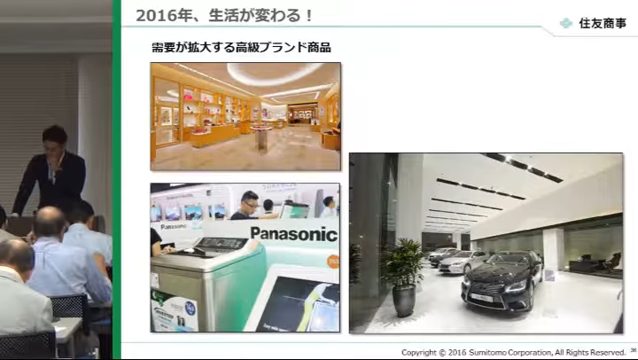 2016年、生活が変わる！
住友商事
需要が拡大する高級ブランド商品
Panasonic
Panasonic
Copyright © 2016 Sumitomo Corporation, All Rights Reserved.